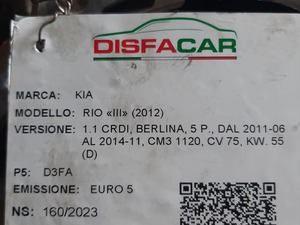 DISFACAR
MARCA: KIA
MODELLO: RIO «III» (2012)
VERSIONE: 1.1 CRDI, BERLINA, 5 P., DAL 2011-06
AL 2014-11, CM3 1120, CV 75, KW. 55
(D)
P5: D3FA
EMISSIONE: EURO 5
NS: 160/2023